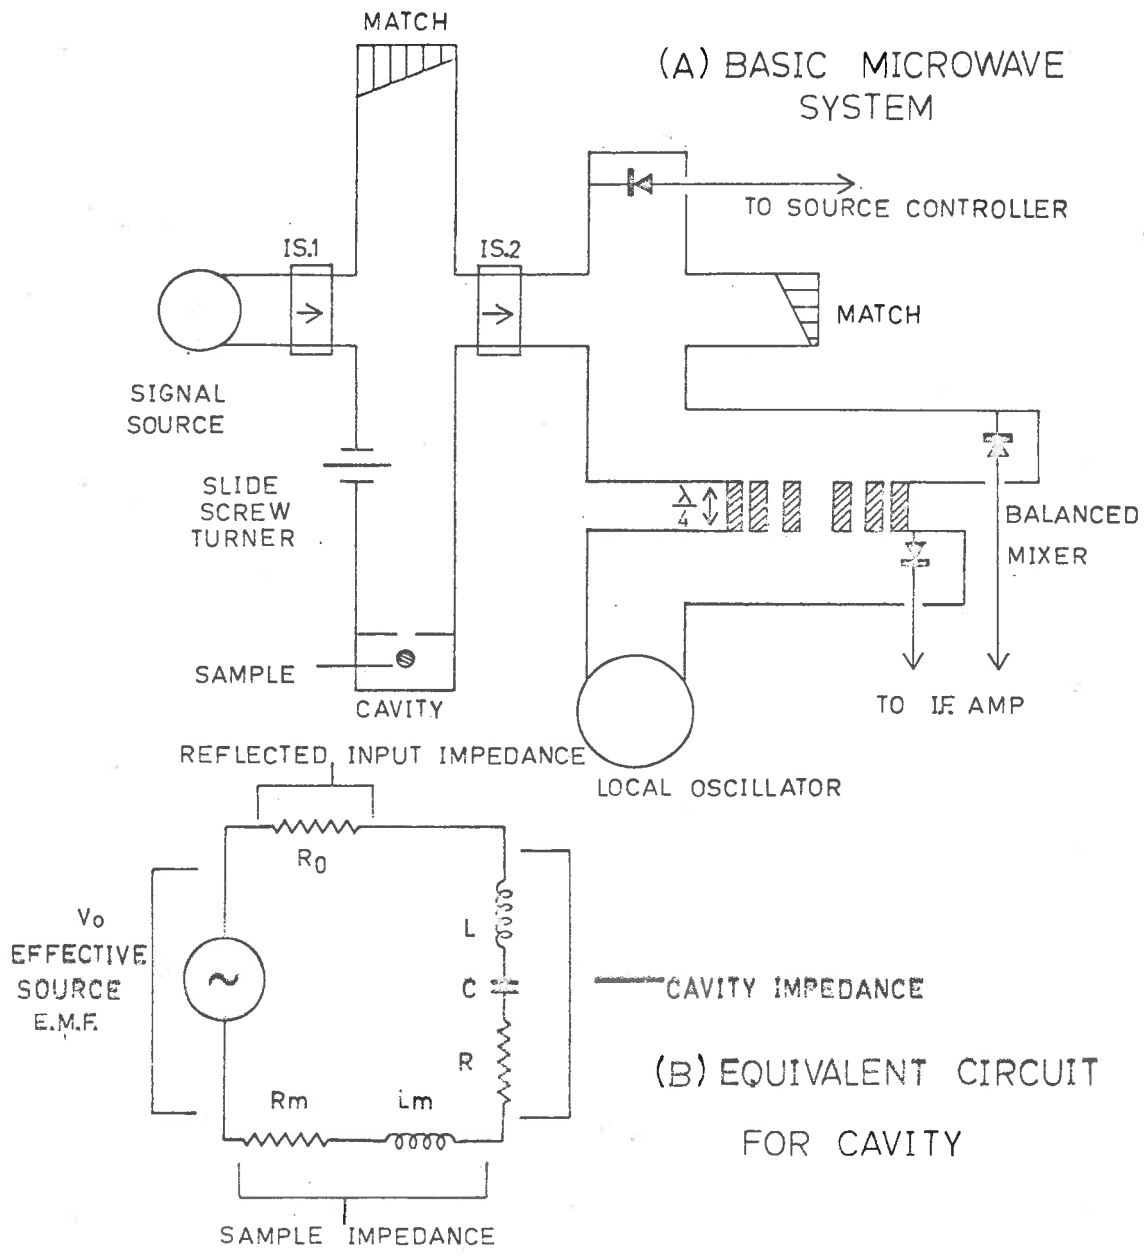 MATCH
(A) BASIC MICROWAVE
SYSTEM
TO SOURCE CONTROLLER
IS.1
IS.2
MATCH
SIGNAL
SOURCE
SLIDE
SCREW
TURNER
λ
4
BALANCED
MIXER
SAMPLE
CAVITY
TO I.F. AMP
LOCAL OSCILLATOR
REFLECTED INPUT IMPEDANCE
R0
Vo
EFFECTIVE
SOURCE
E.M.F.
L
C
R
CAVITY IMPEDANCE
Rm
Lm
(B) EQUIVALENT CIRCUIT
FOR CAVITY
SAMPLE IMPEDANCE